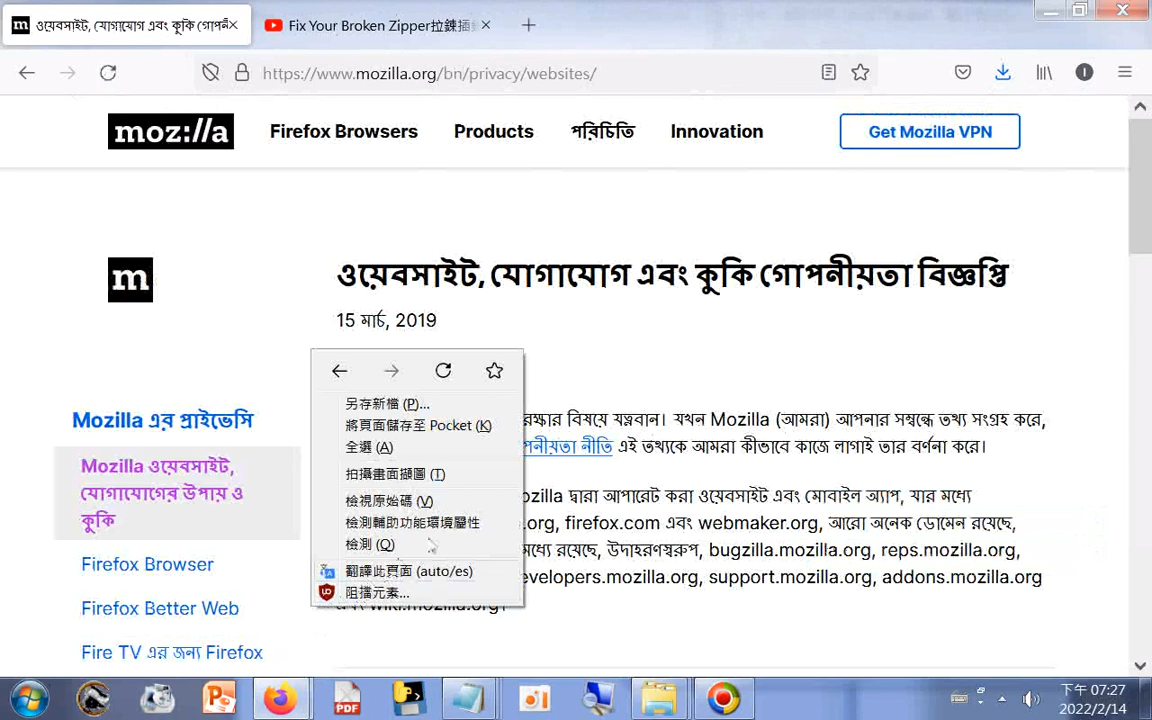 ওয়েবসাইট, যোগাযোগ এবং কুকি গোপনী
Fix Your Broken Zipper拉鍊插
https://www.mozilla.org/bn/privacy/websites/
moz://a
Firefox Browsers
Products
পরিচিতি
Innovation
Get Mozilla VPN
m
ওয়েবসাইট, যোগাযোগ এবং কুকি গোপনীয়তা বিজ্ঞপ্তি
15 মার্চ, 2019
Mozilla এর প্রাইভেসি
Mozilla ওয়েবসাইট,
যোগাযোগের উপায় ও
কুকি
Firefox Browser
Firefox Better Web
Fire TV এর জন্য Firefox
另存新檔 (P)...
將頁面儲存至 Pocket (K)
全選 (A)
拍攝畫面擷圖 (T)
檢視原始碼 (V)
檢測輔助功能環境屬性
檢測 (Q)
翻譯此頁面 (auto/es)
阻擋元素...
রক্ষার বিষয়ে যত্নবান। যখন Mozilla (আমরা) আপনার সম্বন্ধে তথ্য সংগ্রহ করে,
পনীয়তা নীতি এই তথ্যকে আমরা কীভাবে কাজে লাগাই তার বর্ণনা করে।
ozilla দ্বারা আপারেট করা ওয়েবসাইট এবং মোবাইল অ্যাপ, যার মধ্যে
.org, firefox.com এবং webmaker.org, আরো অনেক ডোমেন রয়েছে,
মধ্যে রয়েছে, উদাহরণস্বরুপ, bugzilla.mozilla.org, reps.mozilla.org,
evelopers.mozilla.org, support.mozilla.org, addons.mozilla.org
এবং wiki.mozilla.org।
PDF
下午 07:27
2022/2/14